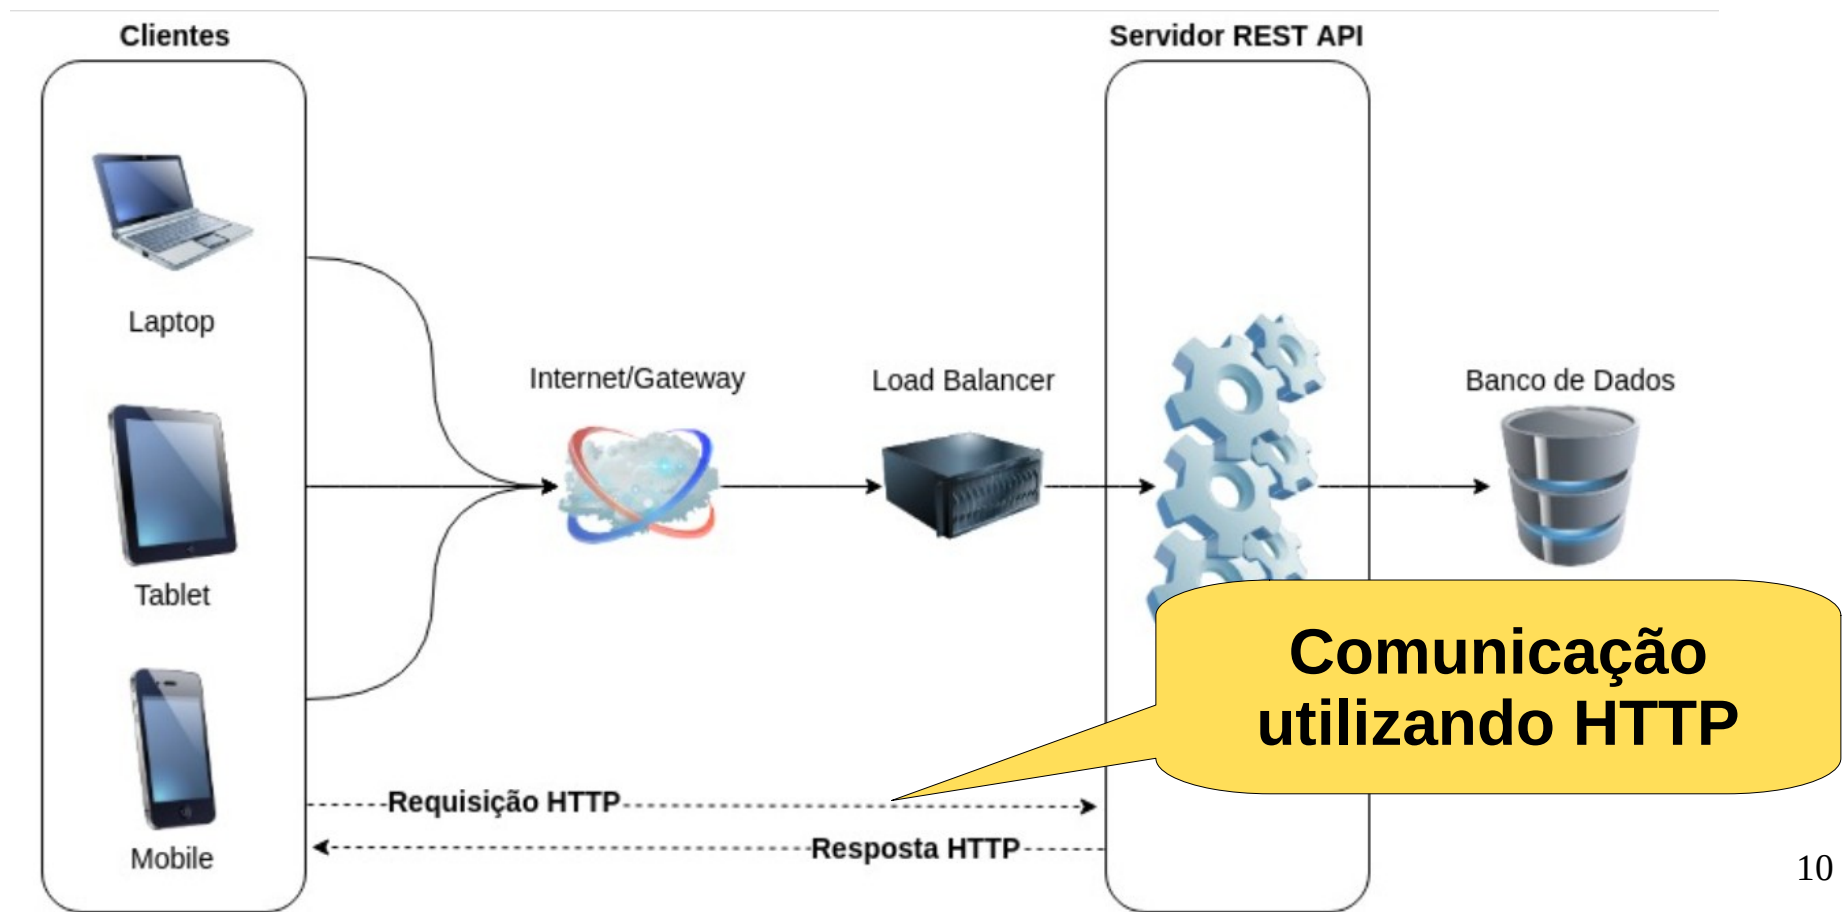 Clientes
Servidor REST API
Laptop
Internet/Gateway
Load Balancer
Banco de Dados
Tablet
Comunicação
utilizando HTTP
Requisição HTTP
Resposta HTTP
Mobile
10